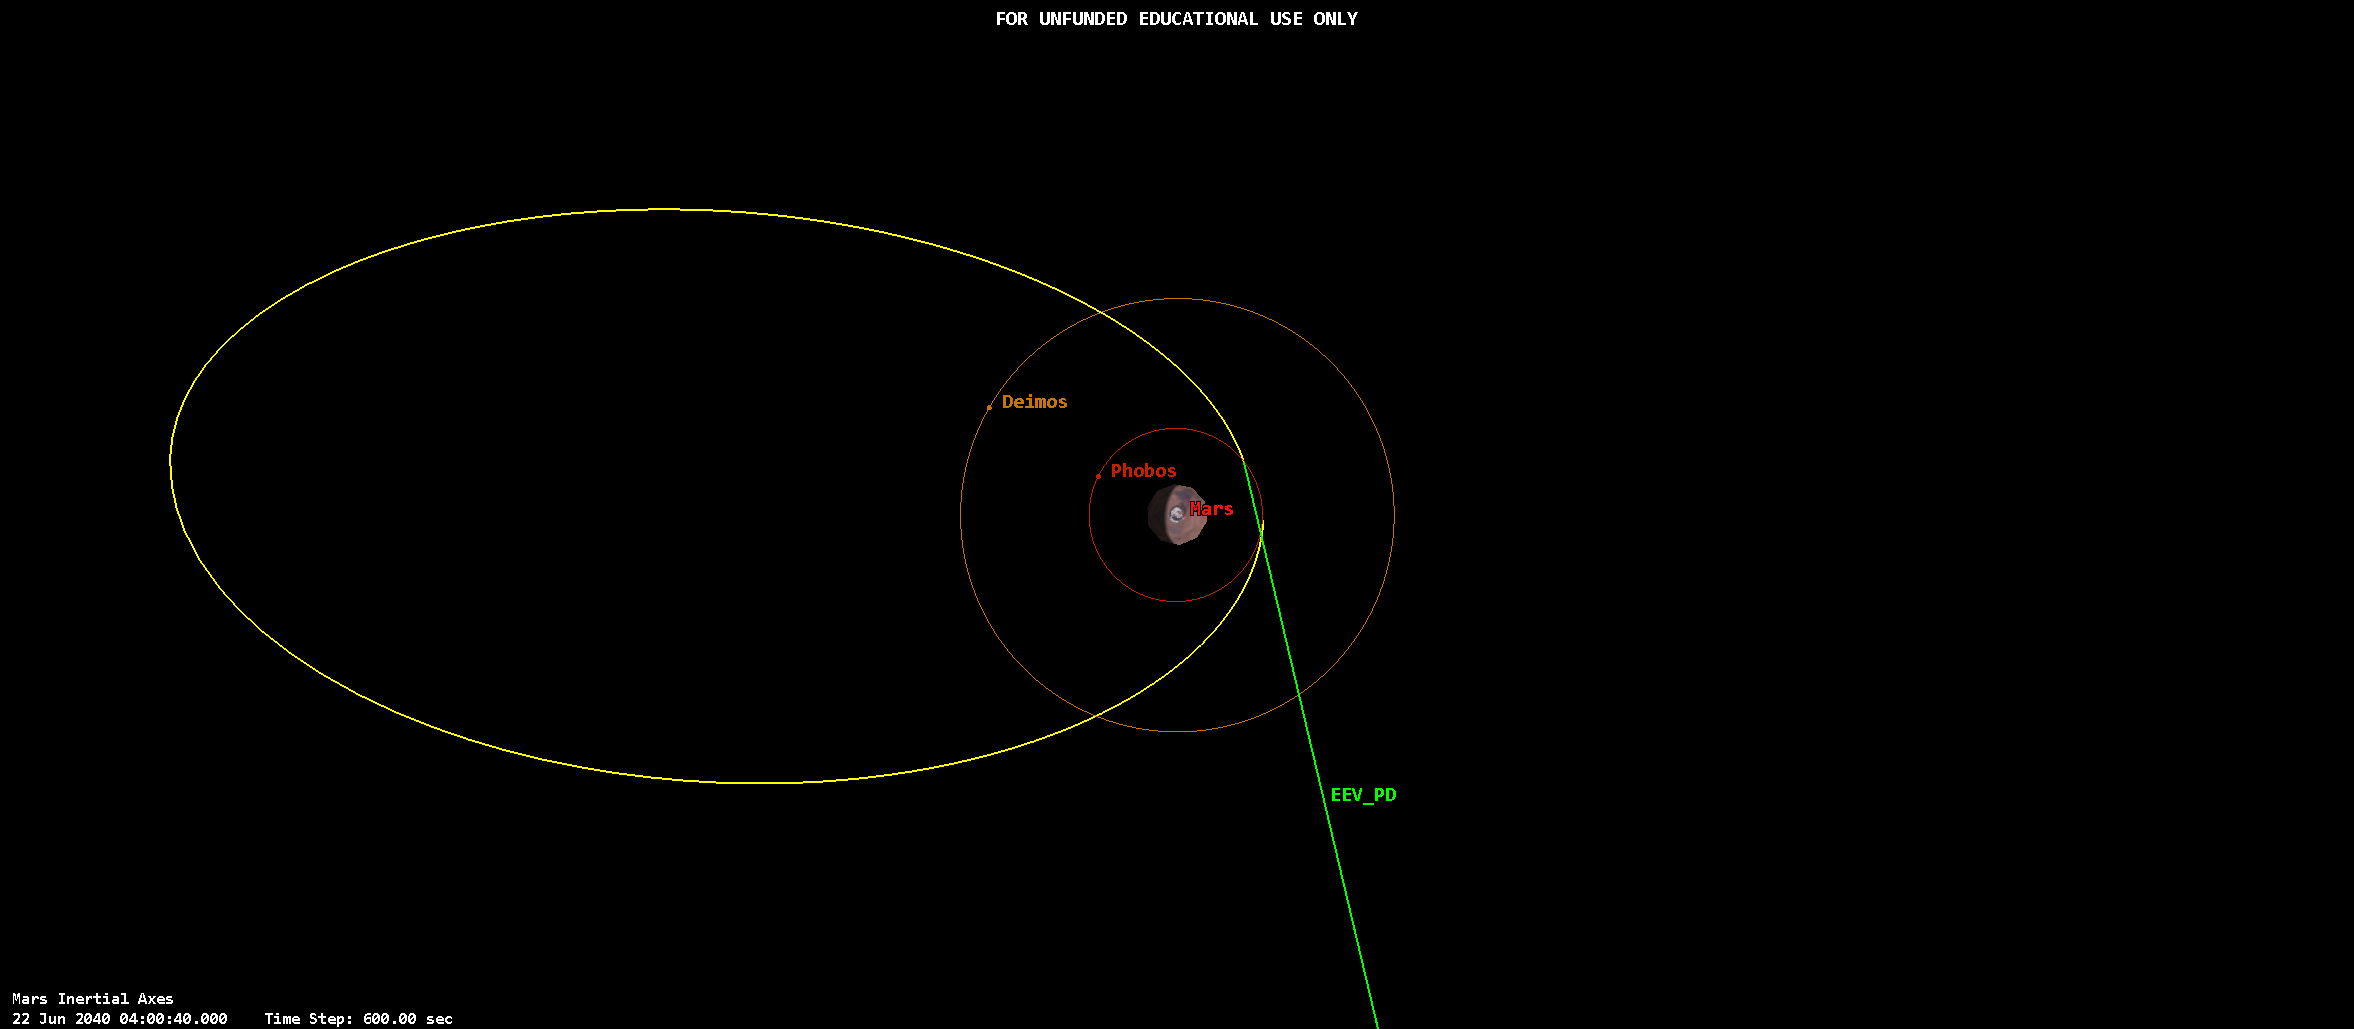 FOR UNFUNDED EDUCATIONAL USE ONLY
Deimos
Phobos
Mars
EEV_PD
Mars Inertial Axes
22 Jun 2040 04:00:40.000 Time Step: 600.00 sec